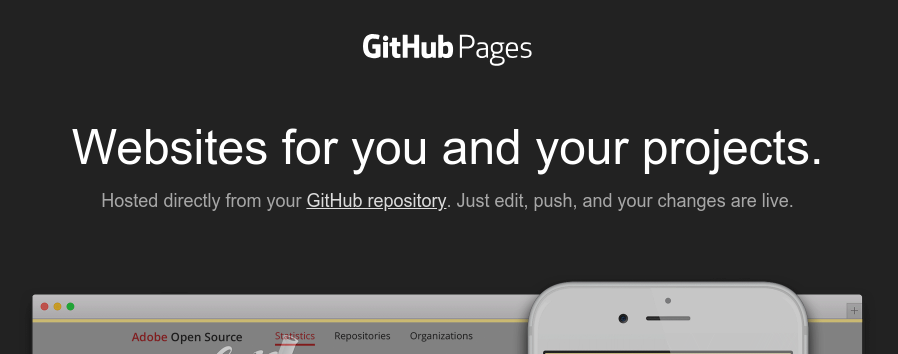 GitHub Pages
Websites for you and your projects.
Hosted directly from your GitHub repository. Just edit, push, and your changes are live.
Adobe Open Source Statistics Repositories Organizations